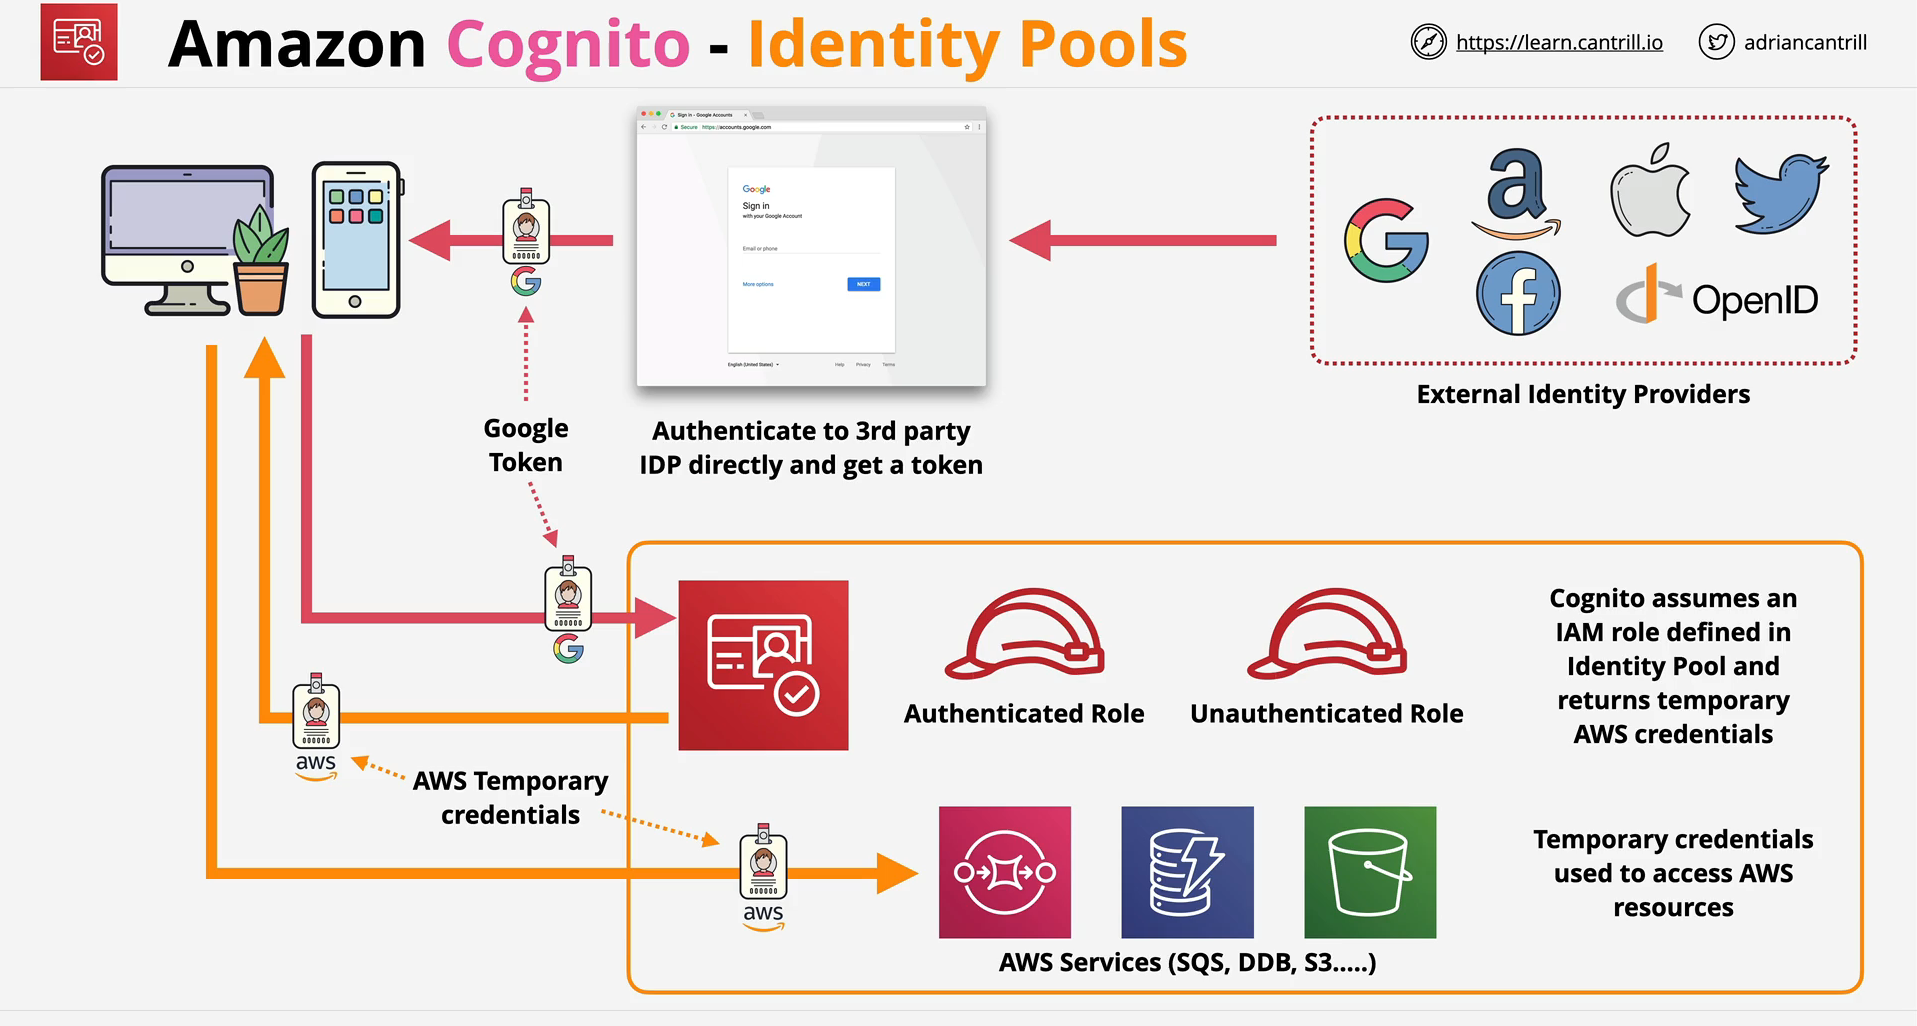 Amazon Cognito - Identity Pools
https://learn.cantrill.io
adriancantrill
Sign in - Google Accounts
Secure
https://accounts.google.com
Google
Sign in
with your Google Account
Email or phone
More options
NEXT
English (United States)
Help
Privacy
Terms
a
f
OpenID
External Identity Providers
Authenticate to 3rd party
IDP directly and get a token
Google
Token
Authenticated Role
Unauthenticated Role
Cognito assumes an
IAM role defined in
Identity Pool and
returns temporary
AWS credentials
aws
AWS Temporary
credentials
aws
AWS Services (SQS, DDB, S3.....)
Temporary credentials
used to access AWS
resources